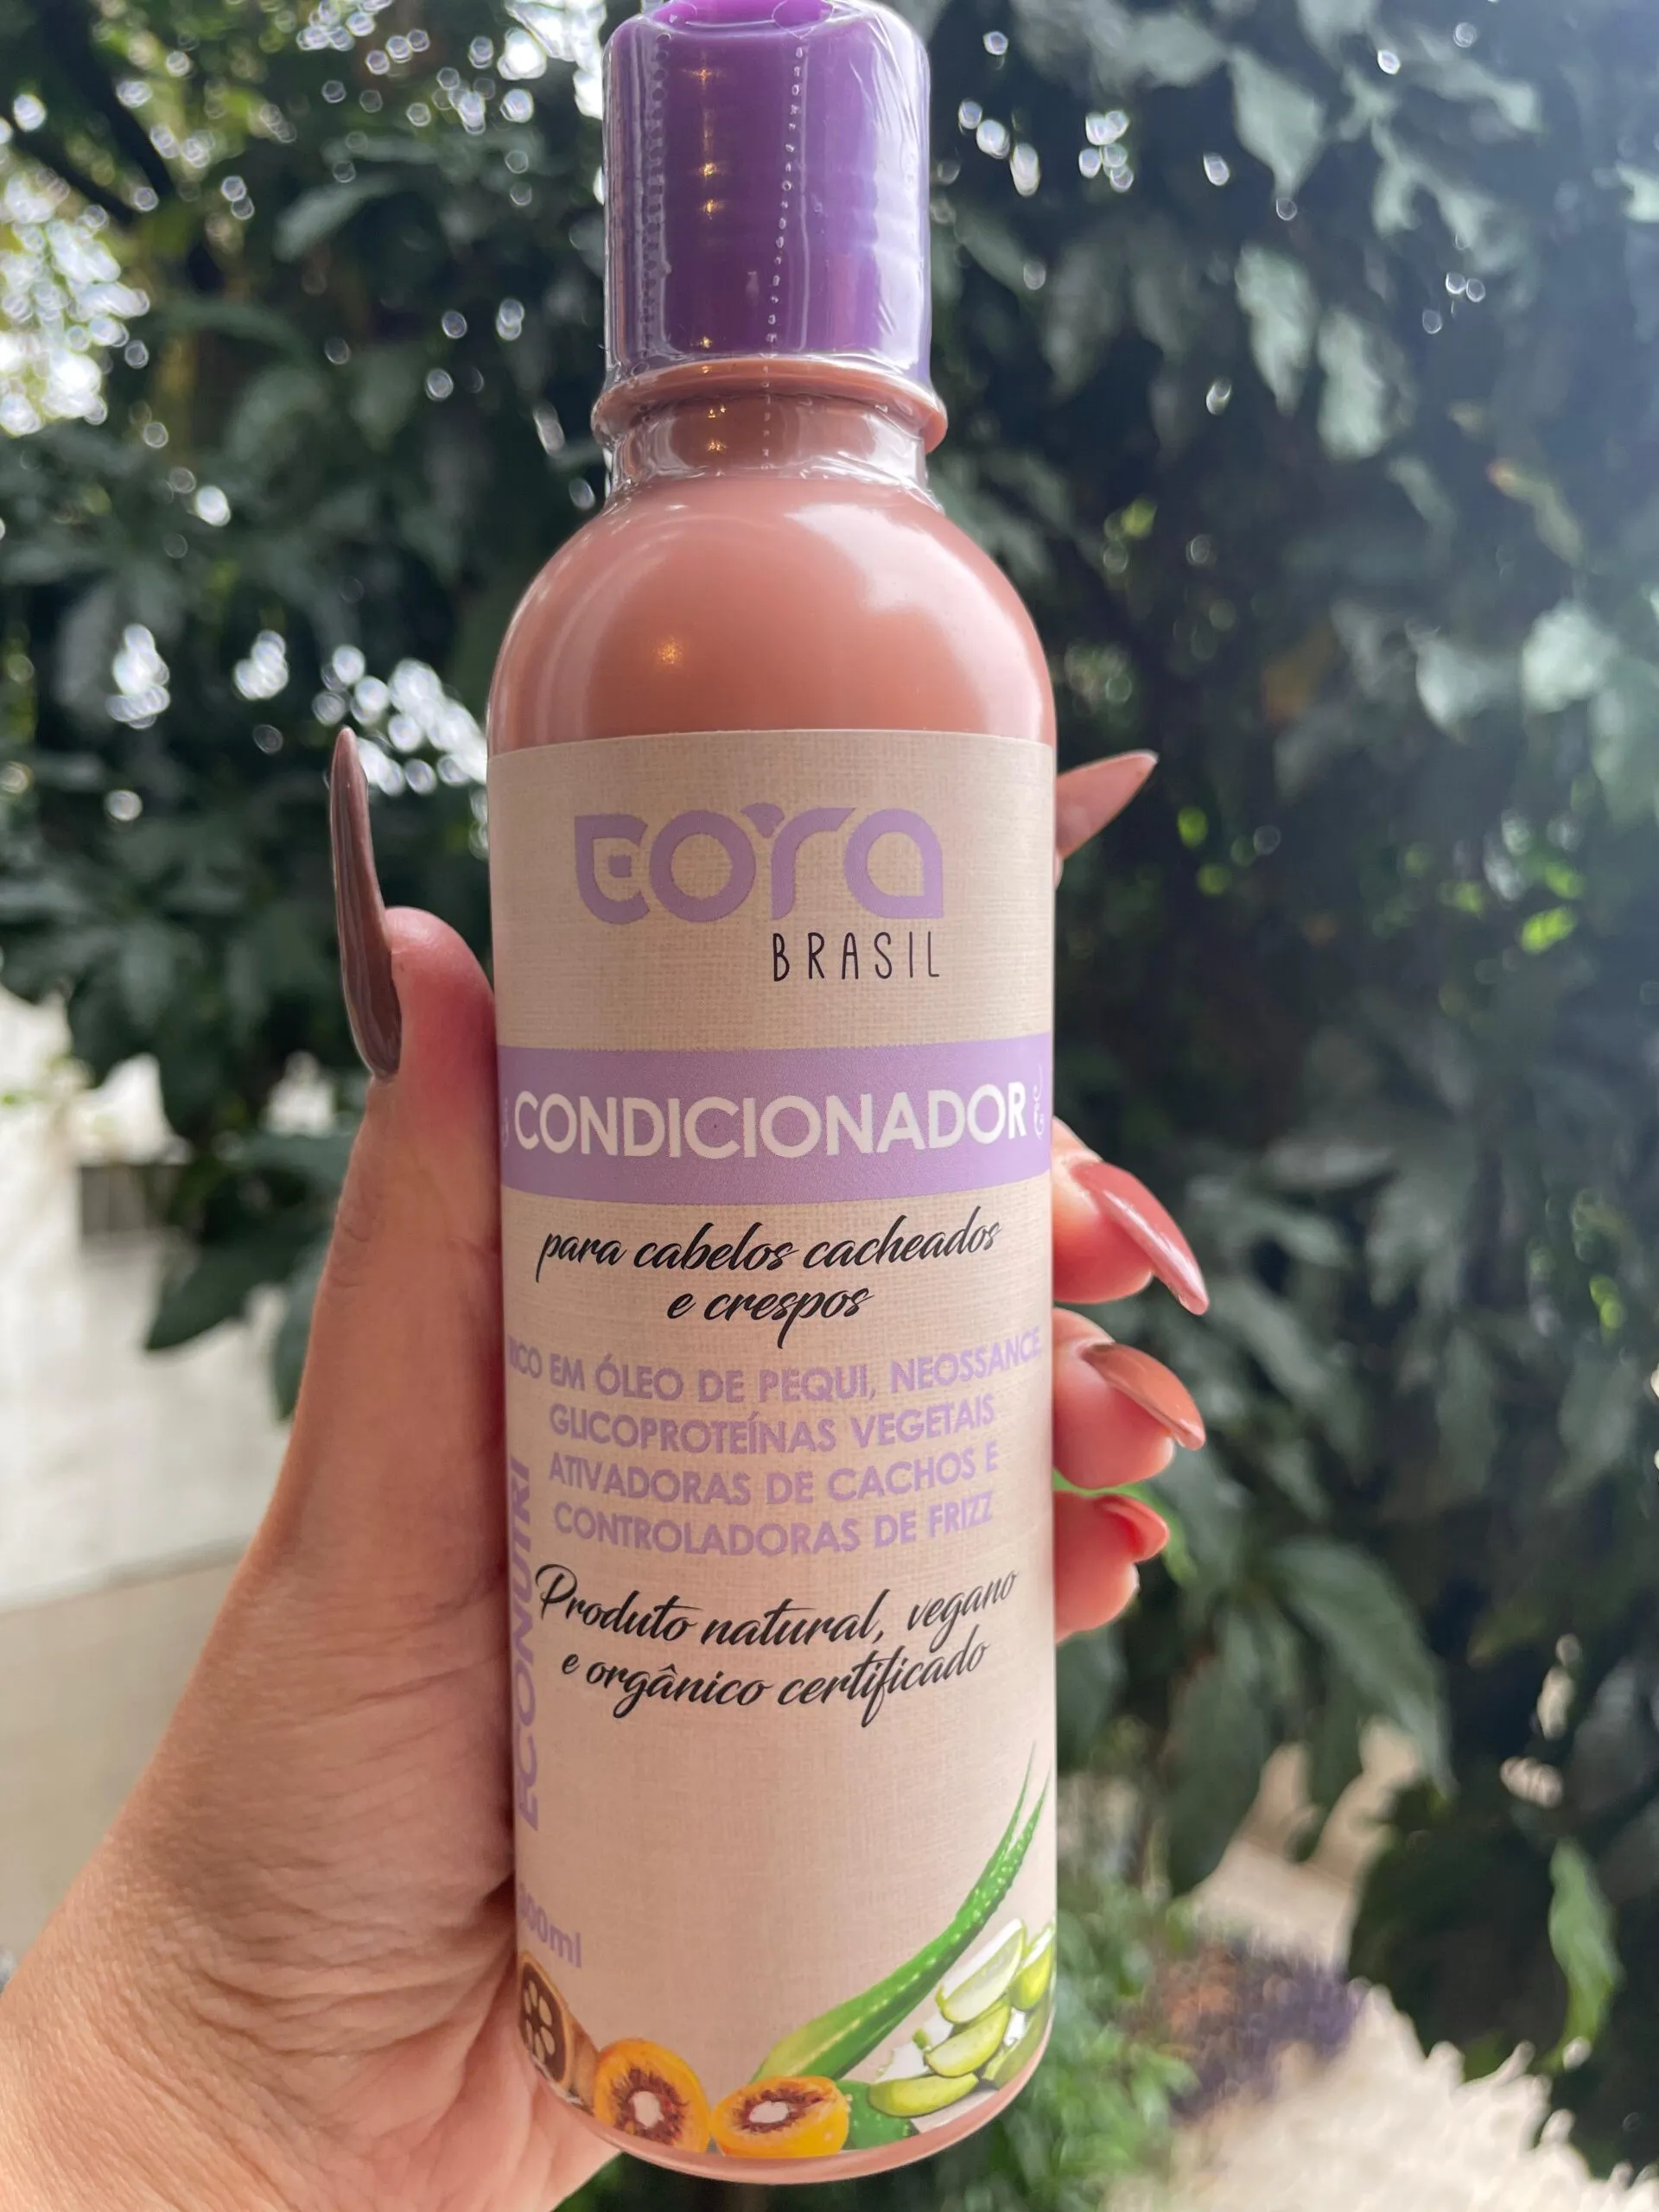 eora
BRASIL
CONDICIONADOR
para cabelos cacheados
e crespos
RICO EM ÓLEO DE PEQUI, NEOSSANCE
GLICOPROTEÍNAS VEGETAIS
ATIVADORAS DE CACHOS E
CONTROLADORAS DE FRIZZ
Produto natural, vegano
e orgânico certificado
ECONUTRI